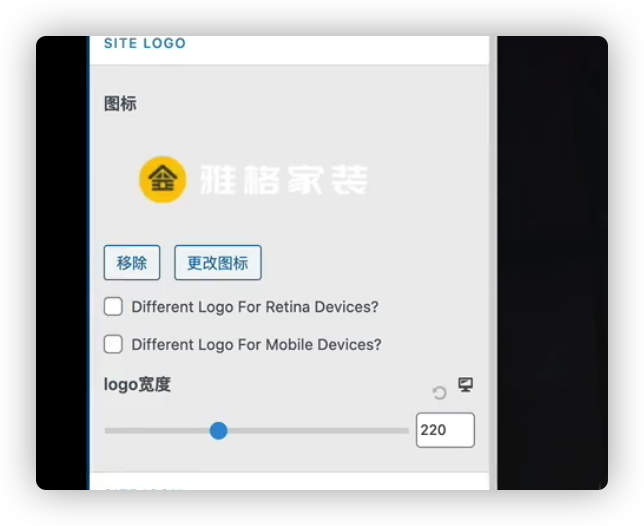 SITE LOGO
图标
雅格家装
移除
更改图标
Different Logo For Retina Devices?
Different Logo For Mobile Devices?
logo宽度
220